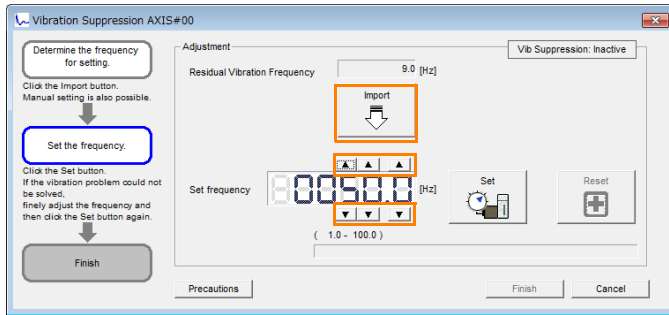 Vibration Suppression AXIS#00
Determine the frequency
for setting.
Click the Import button.
Manual setting is also possible.
Set the frequency.
Click the Set button.
If the vibration problem could not
be solved,
finely adjust the frequency and
then click the Set button again.
Finish
Adjustment
Vib Suppression: Inactive
Residual Vibration Frequency
9.0 [Hz]
Import
Set frequency
0050.0 [Hz]
( 1.0 - 100.0 )
Set
Reset
Precautions
Finish
Cancel